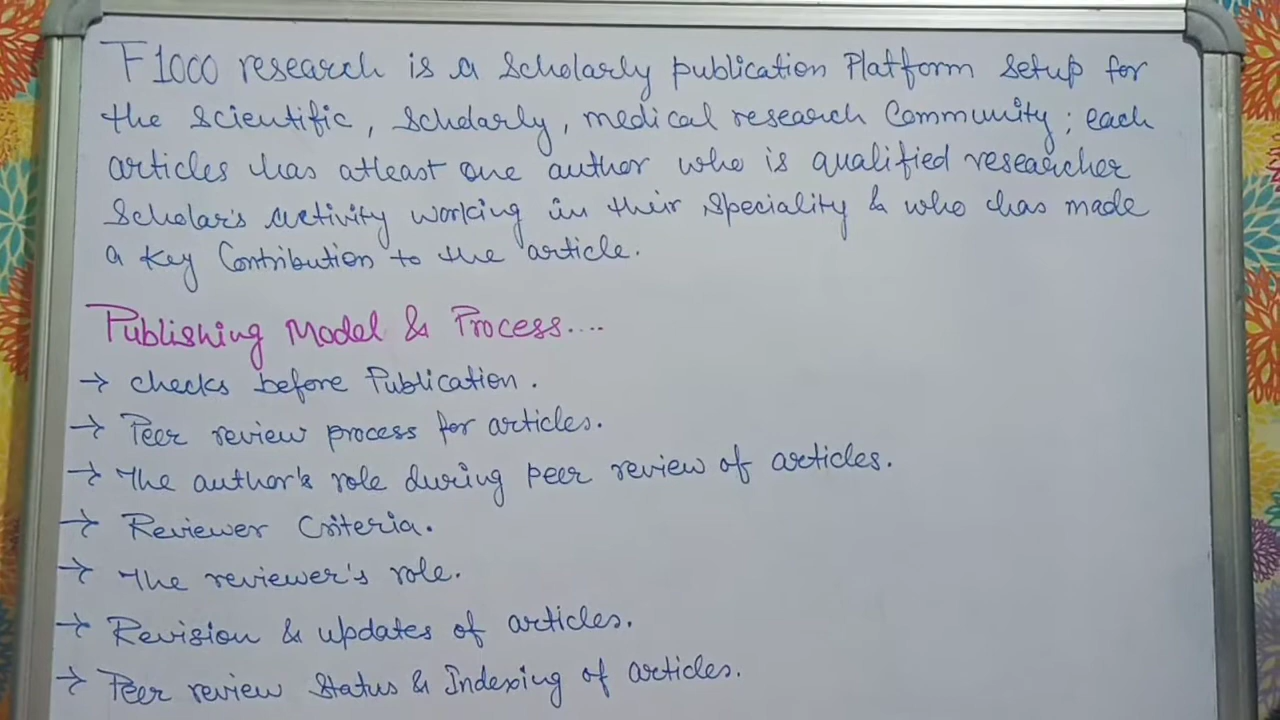 F1000 research is a Scholarly publication Platform Setup for
the Scientific, Scholarly, medical research Community; each
articles has atleast one author who is qualified researcher
Scholar's activity working in their Speciality & who has made
a key Contribution to the article.
Publishing Model & Process....
→ checks before Publication.
→ Peer review process for articles.
→ The author's role during peer review of articles.
→ Reviewer Criteria.
→ The reviewer's role.
→ Revision & updates of articles.
→ Peer review Status & Indexing of articles.